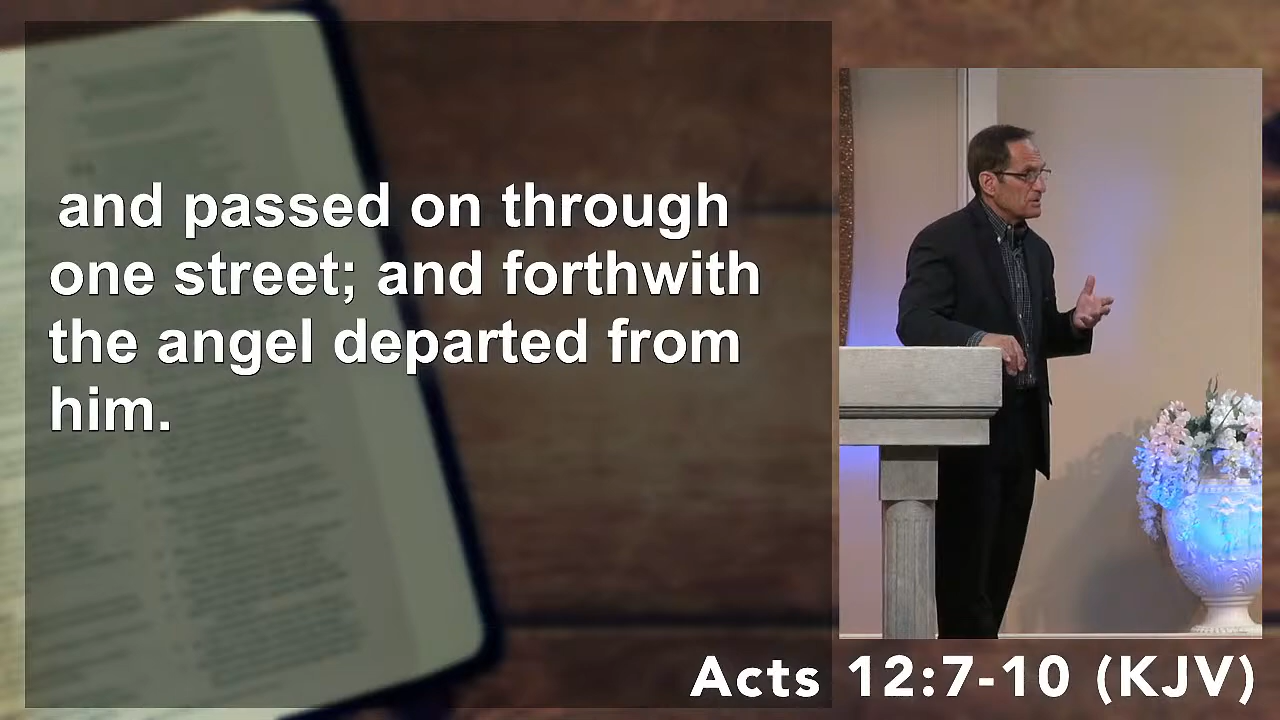 and passed on through
one street; and forthwith
the angel departed from
him.
Acts 12:7-10 (KJV)